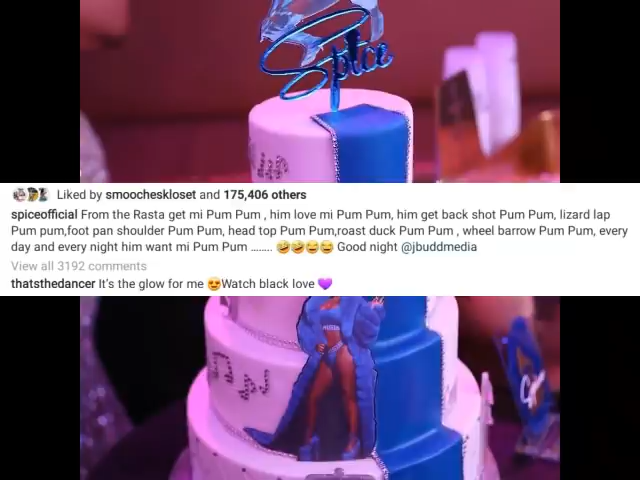 Spice
Liked by smoocheskloset and 175,406 others
spiceofficial From the Rasta get mi Pum Pum , him love mi Pum Pum, him get back shot Pum Pum, lizard lap
Pum pum,foot pan shoulder Pum Pum, head top Pum Pum,roast duck Pum Pum , wheel barrow Pum Pum, every
day and every night him want mi Pum Pum ........ 🤣🤣😂😂 Good night @jbuddmedia
View all 3192 comments
thatsthedancer It's the glow for me 😍Watch black love 💜